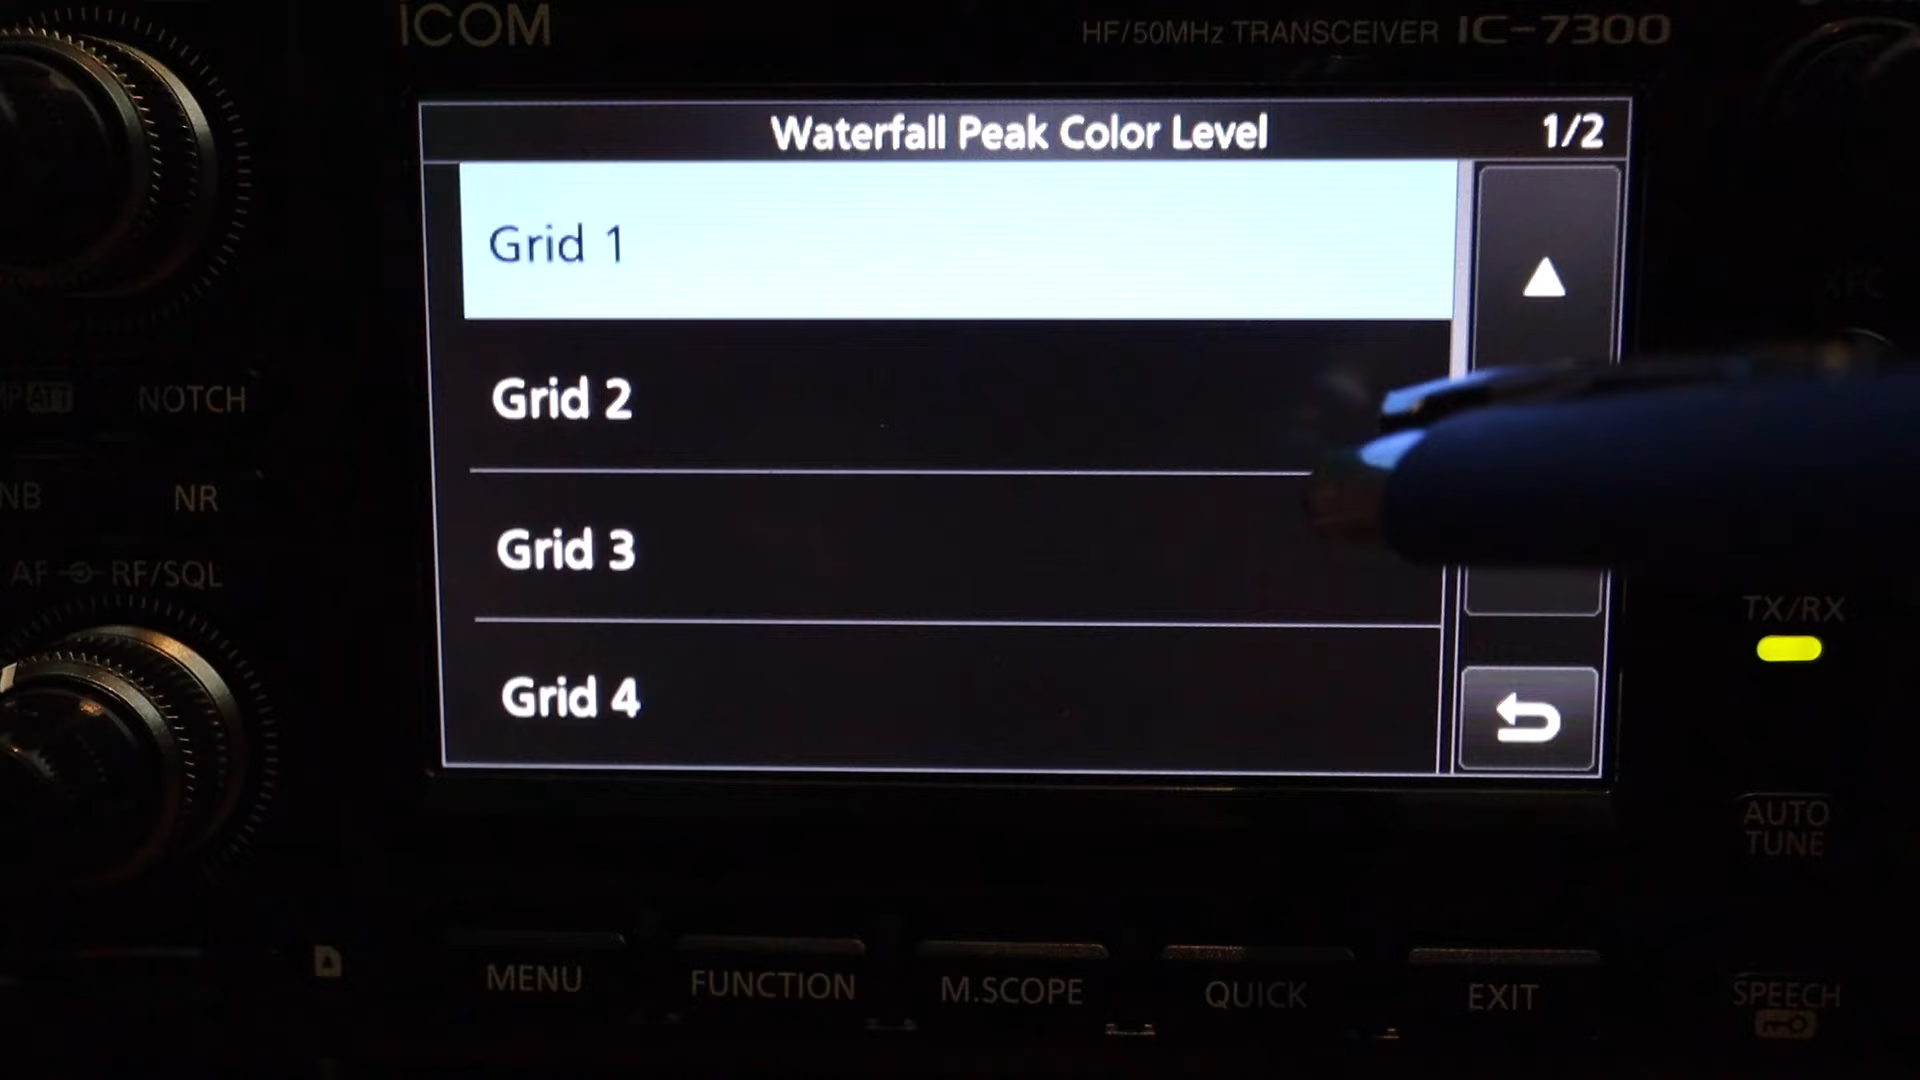 ICOM
HF/50MHz TRANSCEIVER IC-7300
Waterfall Peak Color Level 1/2
Grid 1
Grid 2
Grid 3
Grid 4
ATT
NOTCH
NB
NR
AF RF/SQL
TX/RX
AUTO
TUNE
MENU
FUNCTION
M.SCOPE
QUICK
EXIT
SPEECH